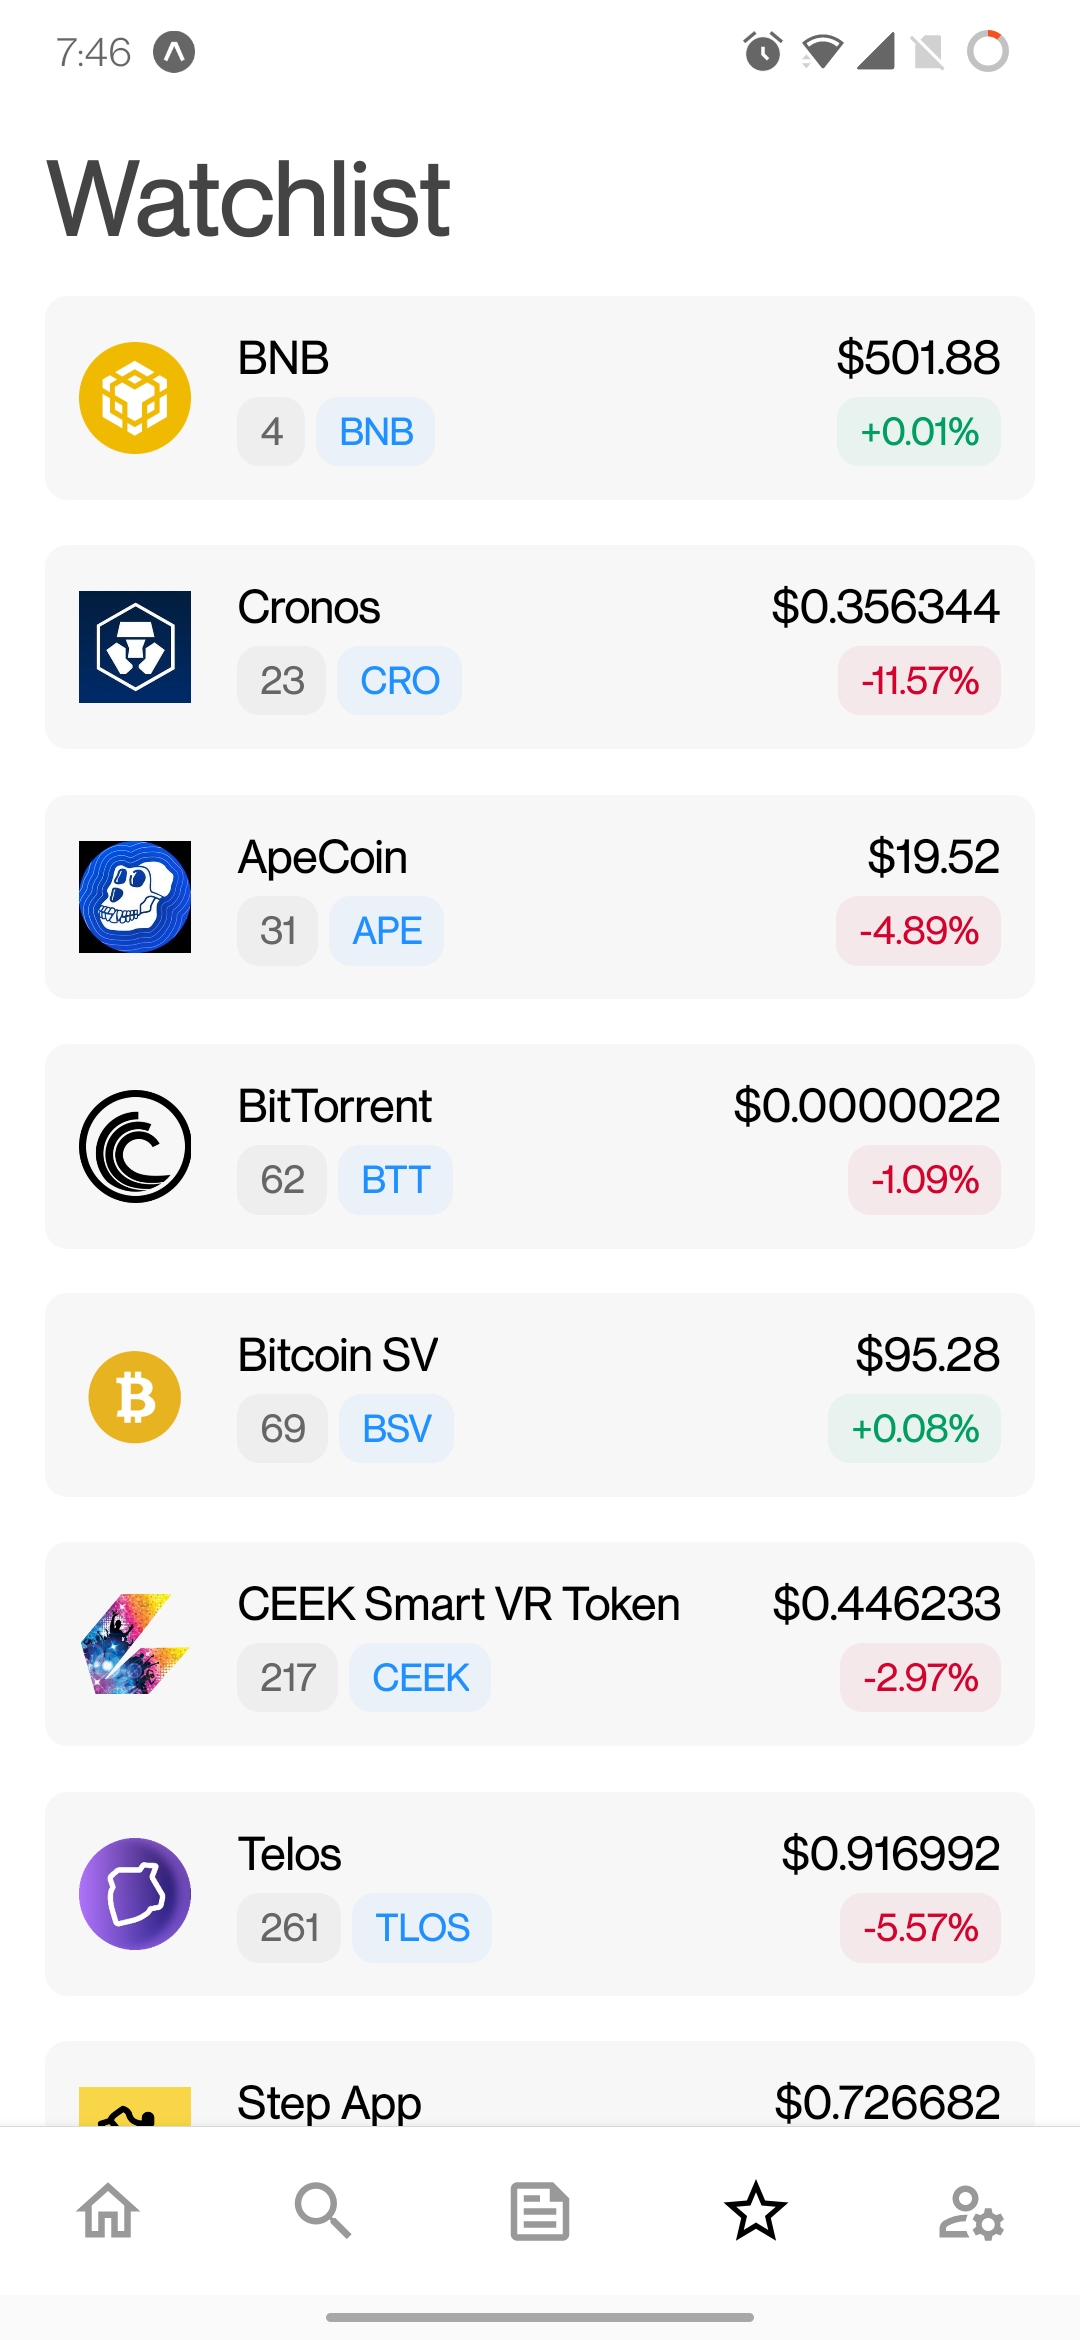 7:46
Watchlist
BNB $501.88
4 BNB +0.01%
Cronos $0.356344
23 CRO -11.57%
ApeCoin $19.52
31 APE -4.89%
BitTorrent $0.0000022
62 BTT -1.09%
Bitcoin SV $95.28
69 BSV +0.08%
CEEK Smart VR Token $0.446233
217 CEEK -2.97%
Telos $0.916992
261 TLOS -5.57%
Step App $0.726682